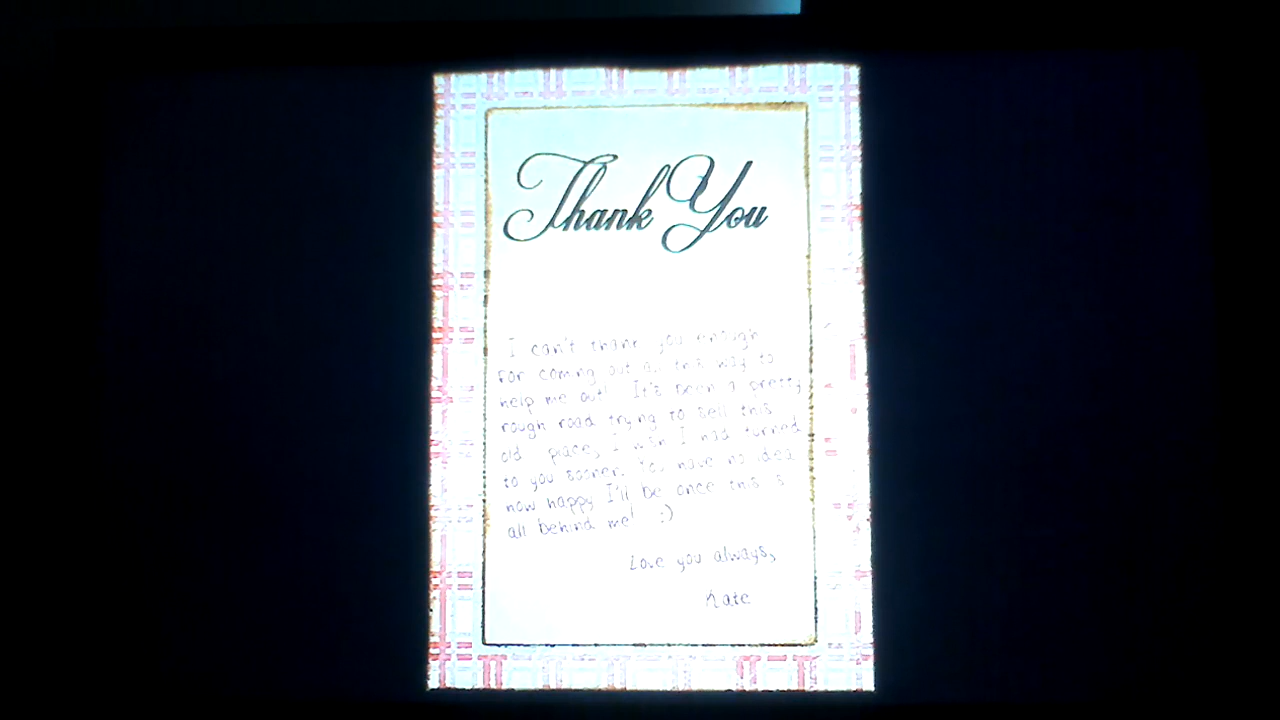 Thank You
I can't thank you enough
for coming out all this way to
help me out! It's been a pretty
rough road trying to sell this
old place, I wish I had turned
to you sooner. You have no idea
how happy I'll be once this is
all behind me! :)
Love you always,
Kate